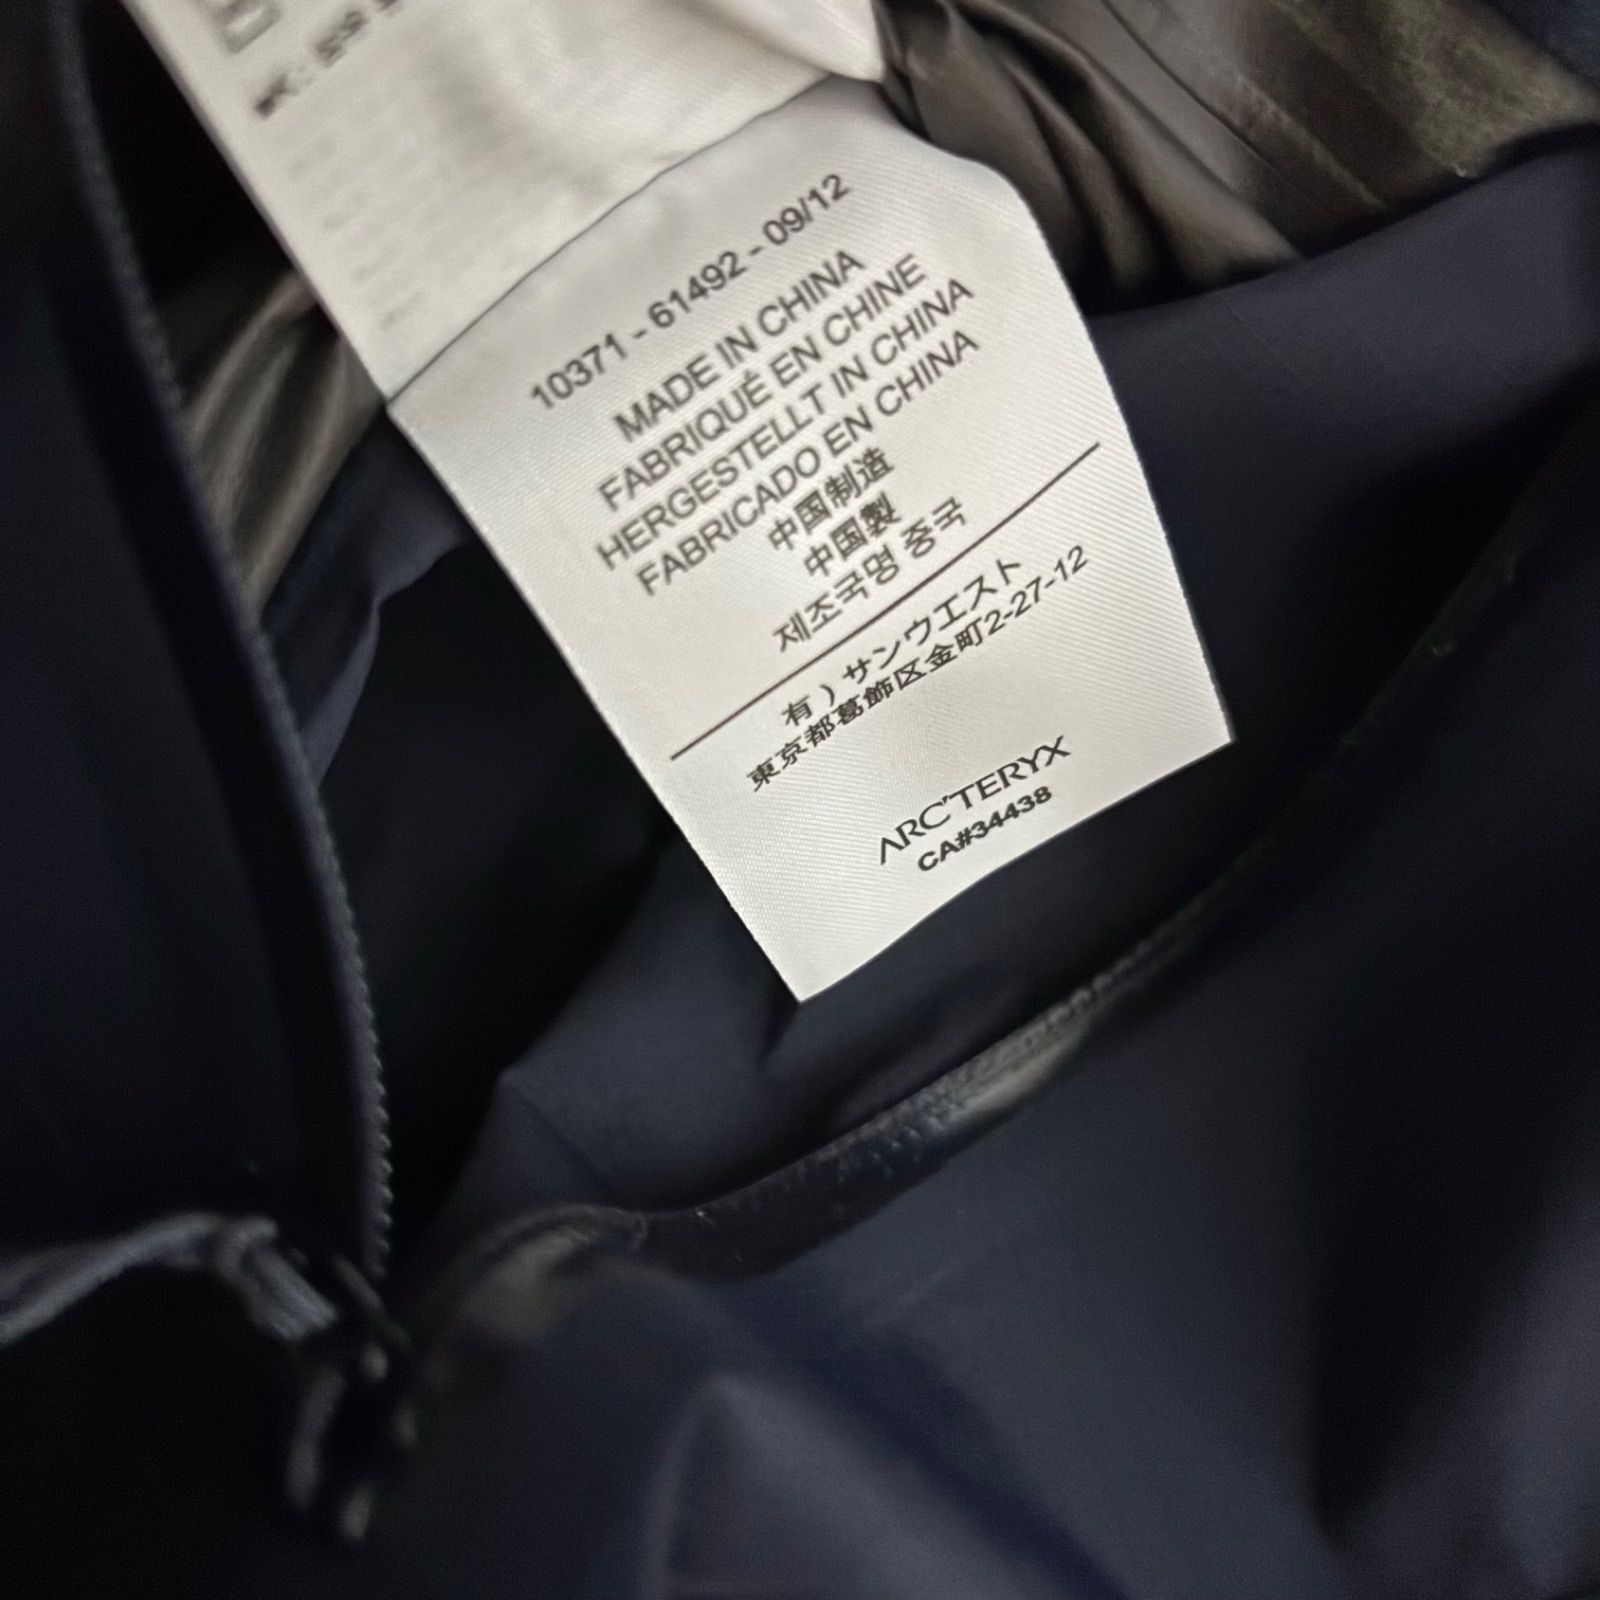 10371 - 61492 - 09/12
MADE IN CHINA
FABRIQUÉ EN CHINE
HERGESTELLT IN CHINA
FABRICADO EN CHINA
中国制造
中国製
제조국명 중국
有）サンウエスト
東京都葛飾区金町2-27-12
ARC'TERYX
CA#34438